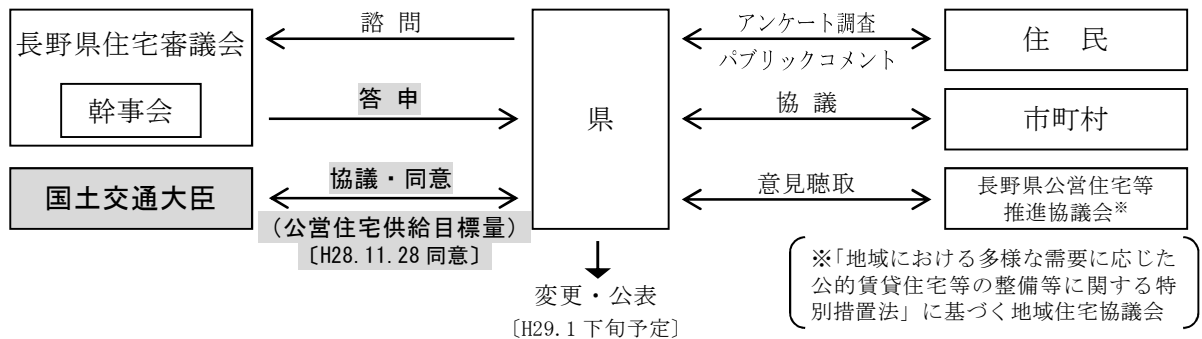 長野県住宅審議会
幹事会
諮 問
答 申
国土交通大臣
協議・同意
(公営住宅供給目標量)
〔H28.11.28 同意〕
県
変更・公表
〔H29.1 下旬予定〕
アンケート調査
パブリックコメント
住 民
協 議
市町村
意見聴取
長野県公営住宅等
推進協議会※
※「地域における多様な需要に応じた
公的賃貸住宅等の整備等に関する特
別措置法」に基づく地域住宅協議会